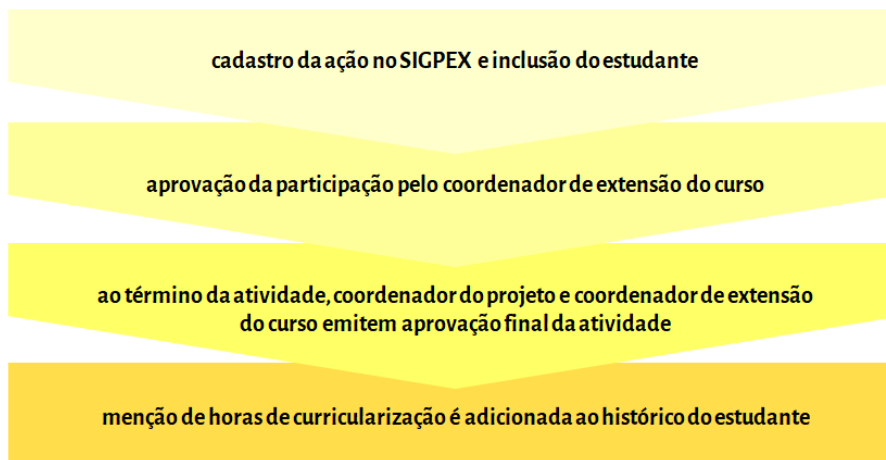 cadastro da ação no SIGPEX e inclusão do estudante
aprovação da participação pelo coordenador de extensão do curso
ao término da atividade, coordenador do projeto e coordenador de extensão
do curso emitem aprovação final da atividade
menção de horas de curricularização é adicionada ao histórico do estudante